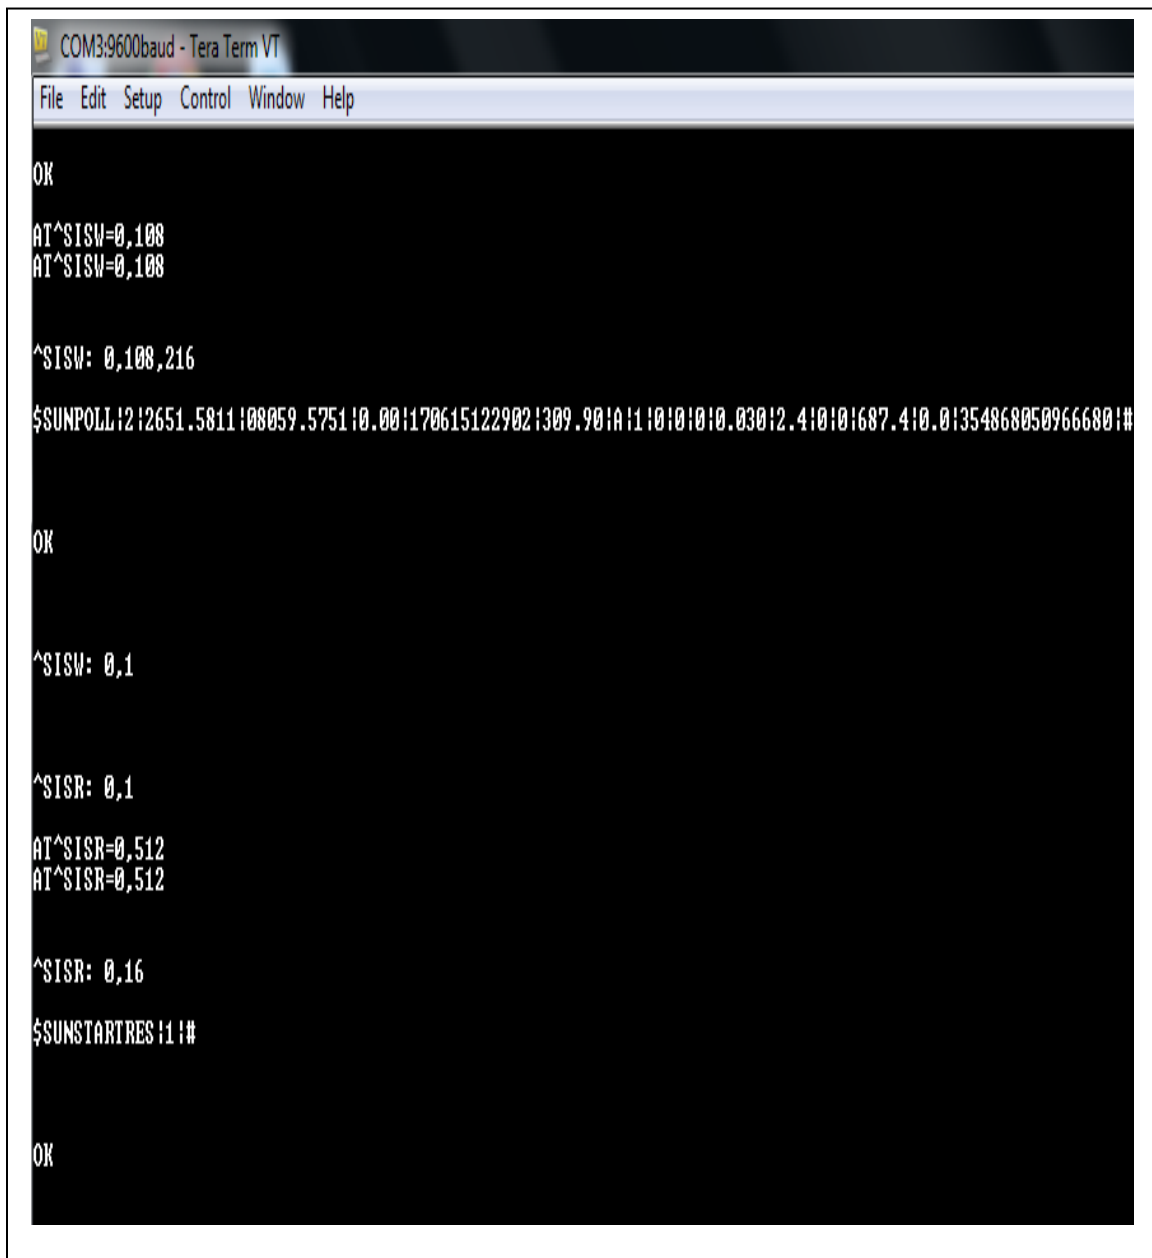 COM3:9600baud - Tera Term VT
File Edit Setup Control Window Help
OK
AT^SISW=0,108
AT^SISW=0,108
^SISW: 0,108,216
$SUNPOLL|2|2651.5811|08059.5751|0.00|170615122902|309.90|A|1|0|0|0|0.030|2.4|0|0|687.4|0.0|354868050966680|#
OK
^SISW: 0,1
^SISR: 0,1
AT^SISR=0,512
AT^SISR=0,512
^SISR: 0,16
$SUNSTARTRES|1|#
OK